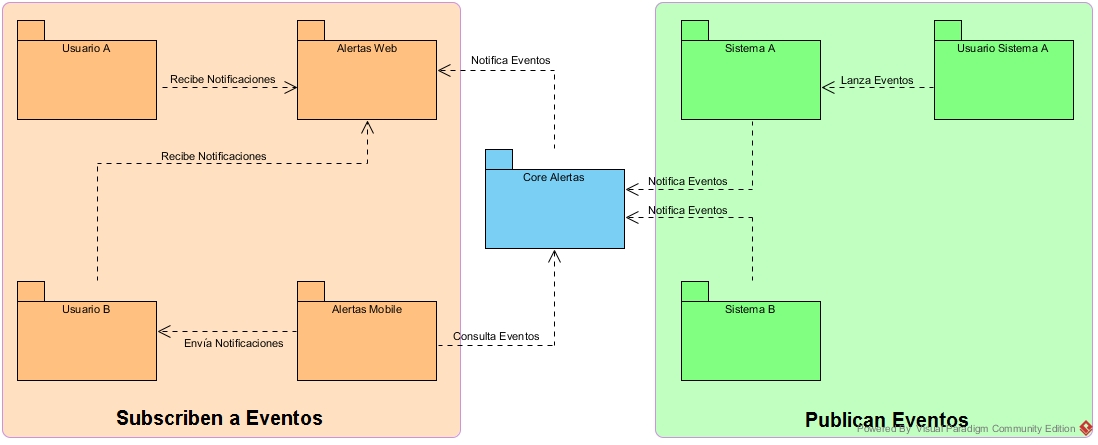 Usuario A
Alertas Web
Notifica Eventos
Sistema A
Usuario Sistema A
Recibe Notificaciones
Lanza Eventos
Recibe Notificaciones
Core Alertas
Notifica Eventos
Notifica Eventos
Usuario B
Alertas Mobile
Sistema B
Envía Notificaciones
Consulta Eventos
Subscriben a Eventos
Publican Eventos
Powered By Visual Paradigm Community Edition